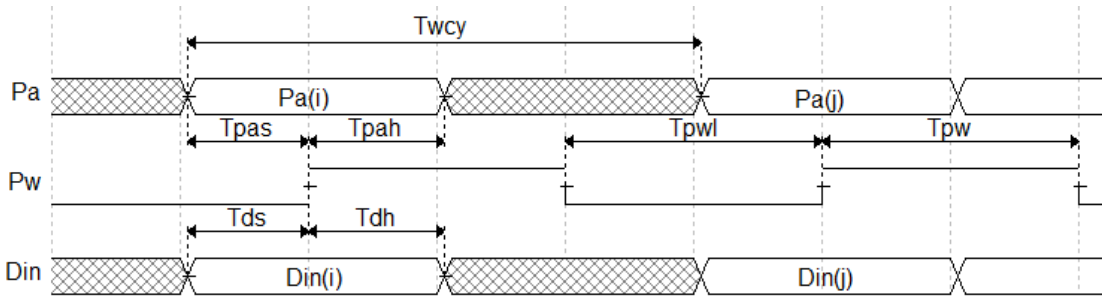 Twcy
Pa Pa(i) Pa(j)
Tpas Tpah Tpwl Tpw
Pw
Tds Tdh
Din Din(i) Din(j)